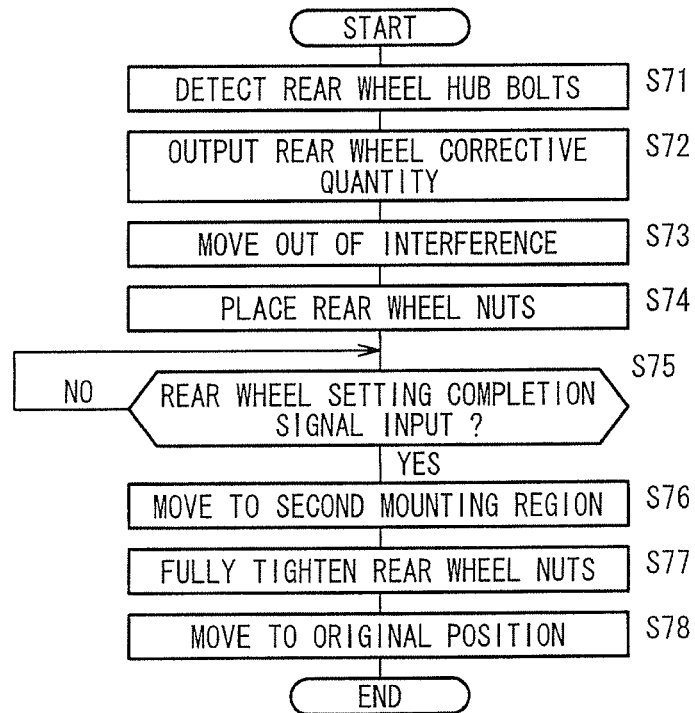 START
DETECT REAR WHEEL HUB BOLTS S71
OUTPUT REAR WHEEL CORRECTIVE S72
QUANTITY
MOVE OUT OF INTERFERENCE S73
PLACE REAR WHEEL NUTS S74
S75
NO REAR WHEEL SETTING COMPLETION
SIGNAL INPUT ?
YES
MOVE TO SECOND MOUNTING REGION S76
FULLY TIGHTEN REAR WHEEL NUTS S77
MOVE TO ORIGINAL POSITION S78
END